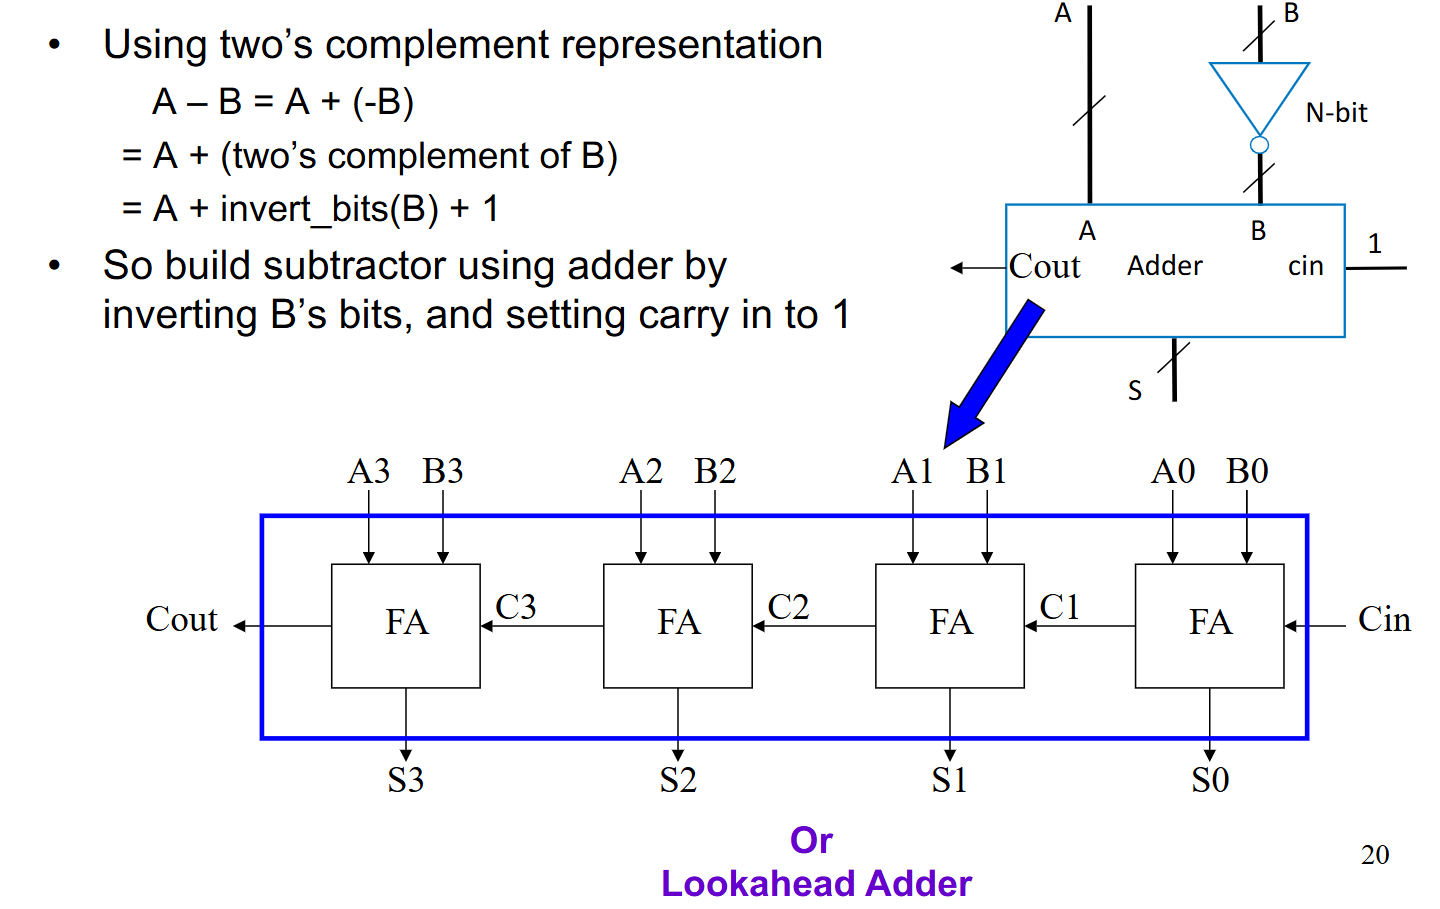 • Using two's complement representation
A – B = A + (-B)
= A + (two's complement of B)
= A + invert_bits(B) + 1
• So build subtractor using adder by
inverting B's bits, and setting carry in to 1
A B
N-bit
A B
1
Cout Adder cin
S
A3 B3 A2 B2 A1 B1 A0 B0
Cout FA C3 FA C2 FA C1 FA Cin
S3 S2 S1 S0
Or
Lookahead Adder
20